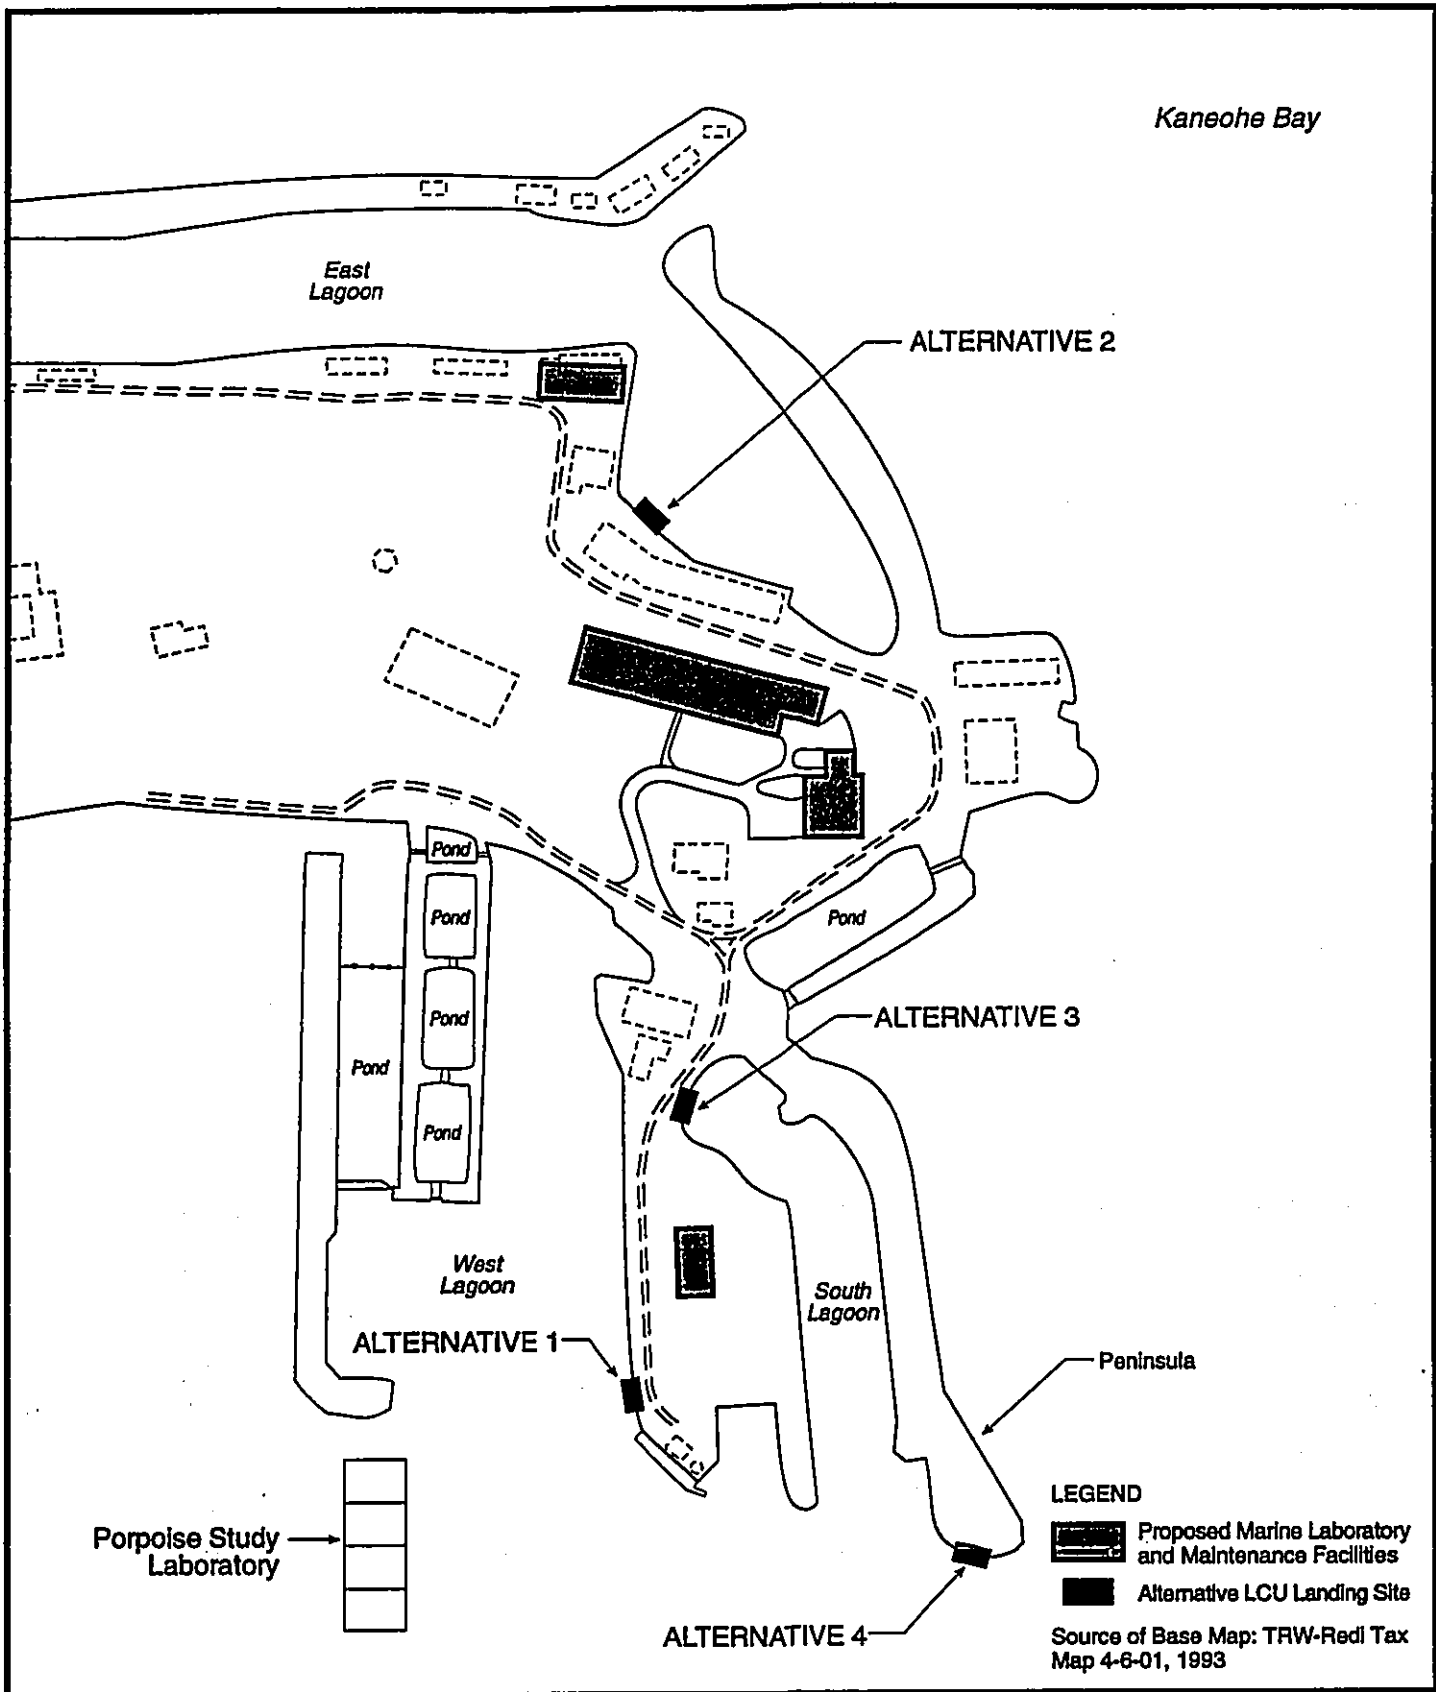 Kaneohe Bay
East
Lagoon
ALTERNATIVE 2
Pond
Pond
Pond
Pond
ALTERNATIVE 3
Pond
Pond
West
Lagoon
South
Lagoon
ALTERNATIVE 1
Peninsula
LEGEND
Proposed Marine Laboratory
and Maintenance Facilities
Alternative LCU Landing Site
Porpoise Study
Laboratory
ALTERNATIVE 4
Source of Base Map: TRW-Redi Tax
Map 4-6-01, 1993